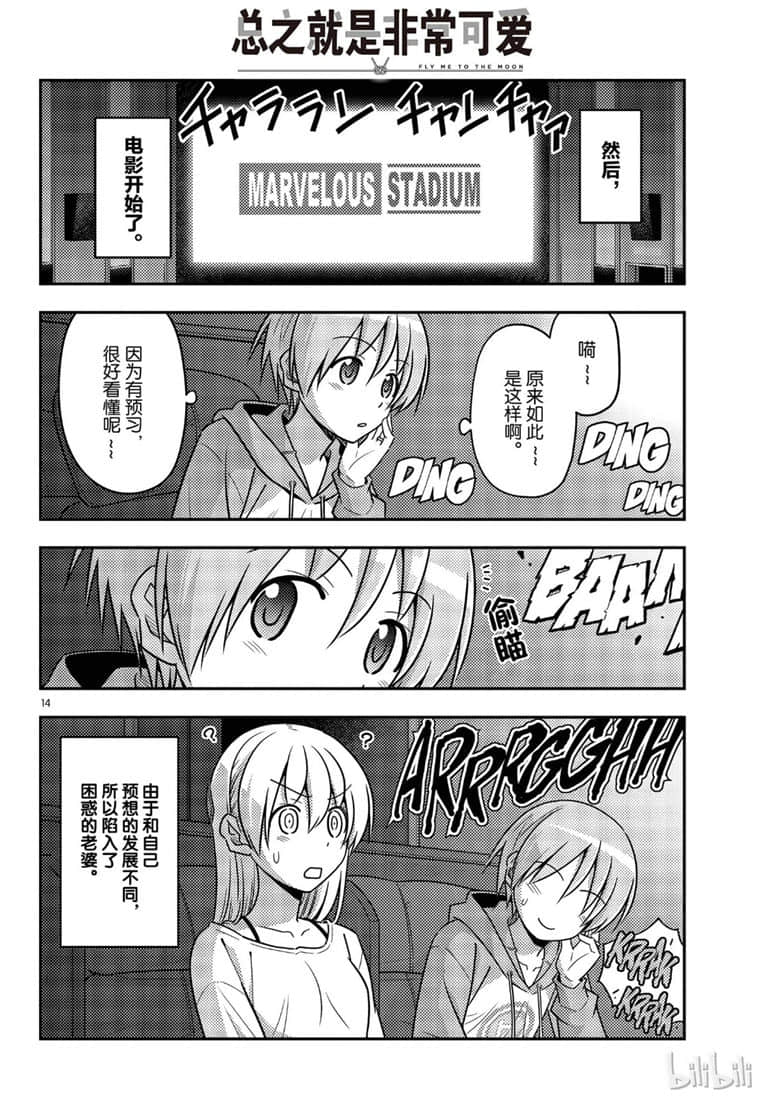 总之就是非常可爱
FLY ME TO THE MOON
然后，
チャララン チャンチャァ
MARVELOUS STADIUM
电影开始了。
嗬~~
原来如此~~
是这样啊。
因为有预习，
很好看懂呢~~
DING
DING
DING
BAAA
偷瞄
14
ARRRGGHH
? ?
由于和自己
预想的发展不同，
所以陷入了
困惑的老婆。
KRRAK
KRRAK
bilibili